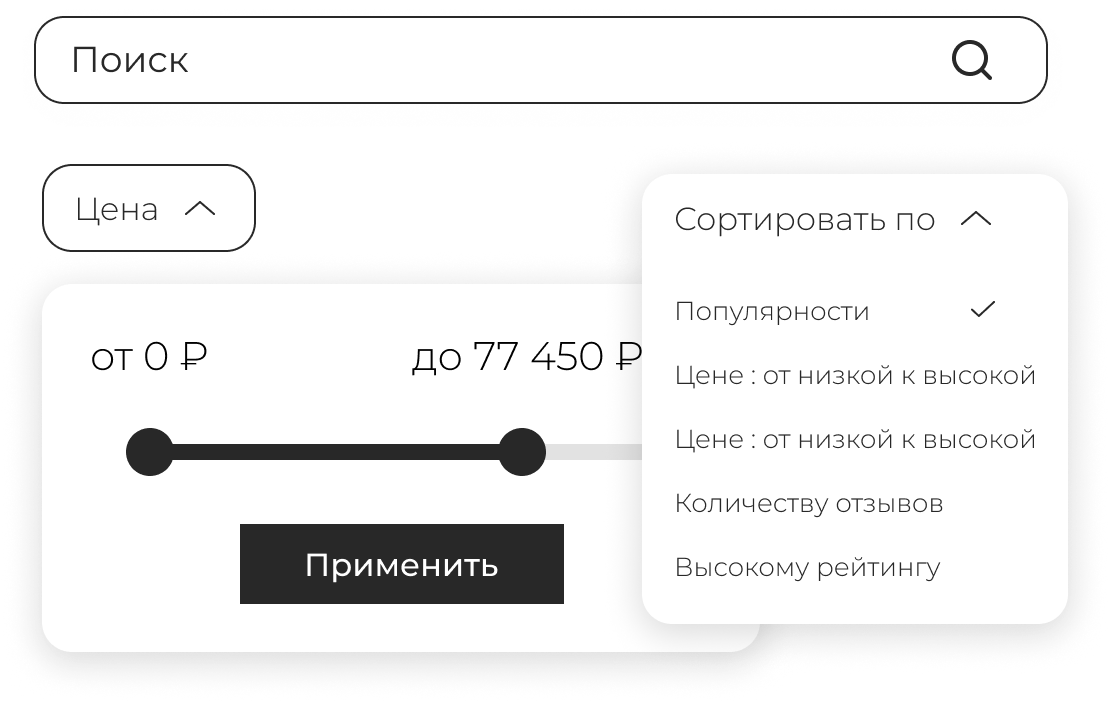 Поиск
Цена
Сортировать по
от 0 ₽
до 77 450 ₽
Применить
Популярности
Цене : от низкой к высокой
Цене : от низкой к высокой
Количеству отзывов
Высокому рейтингу